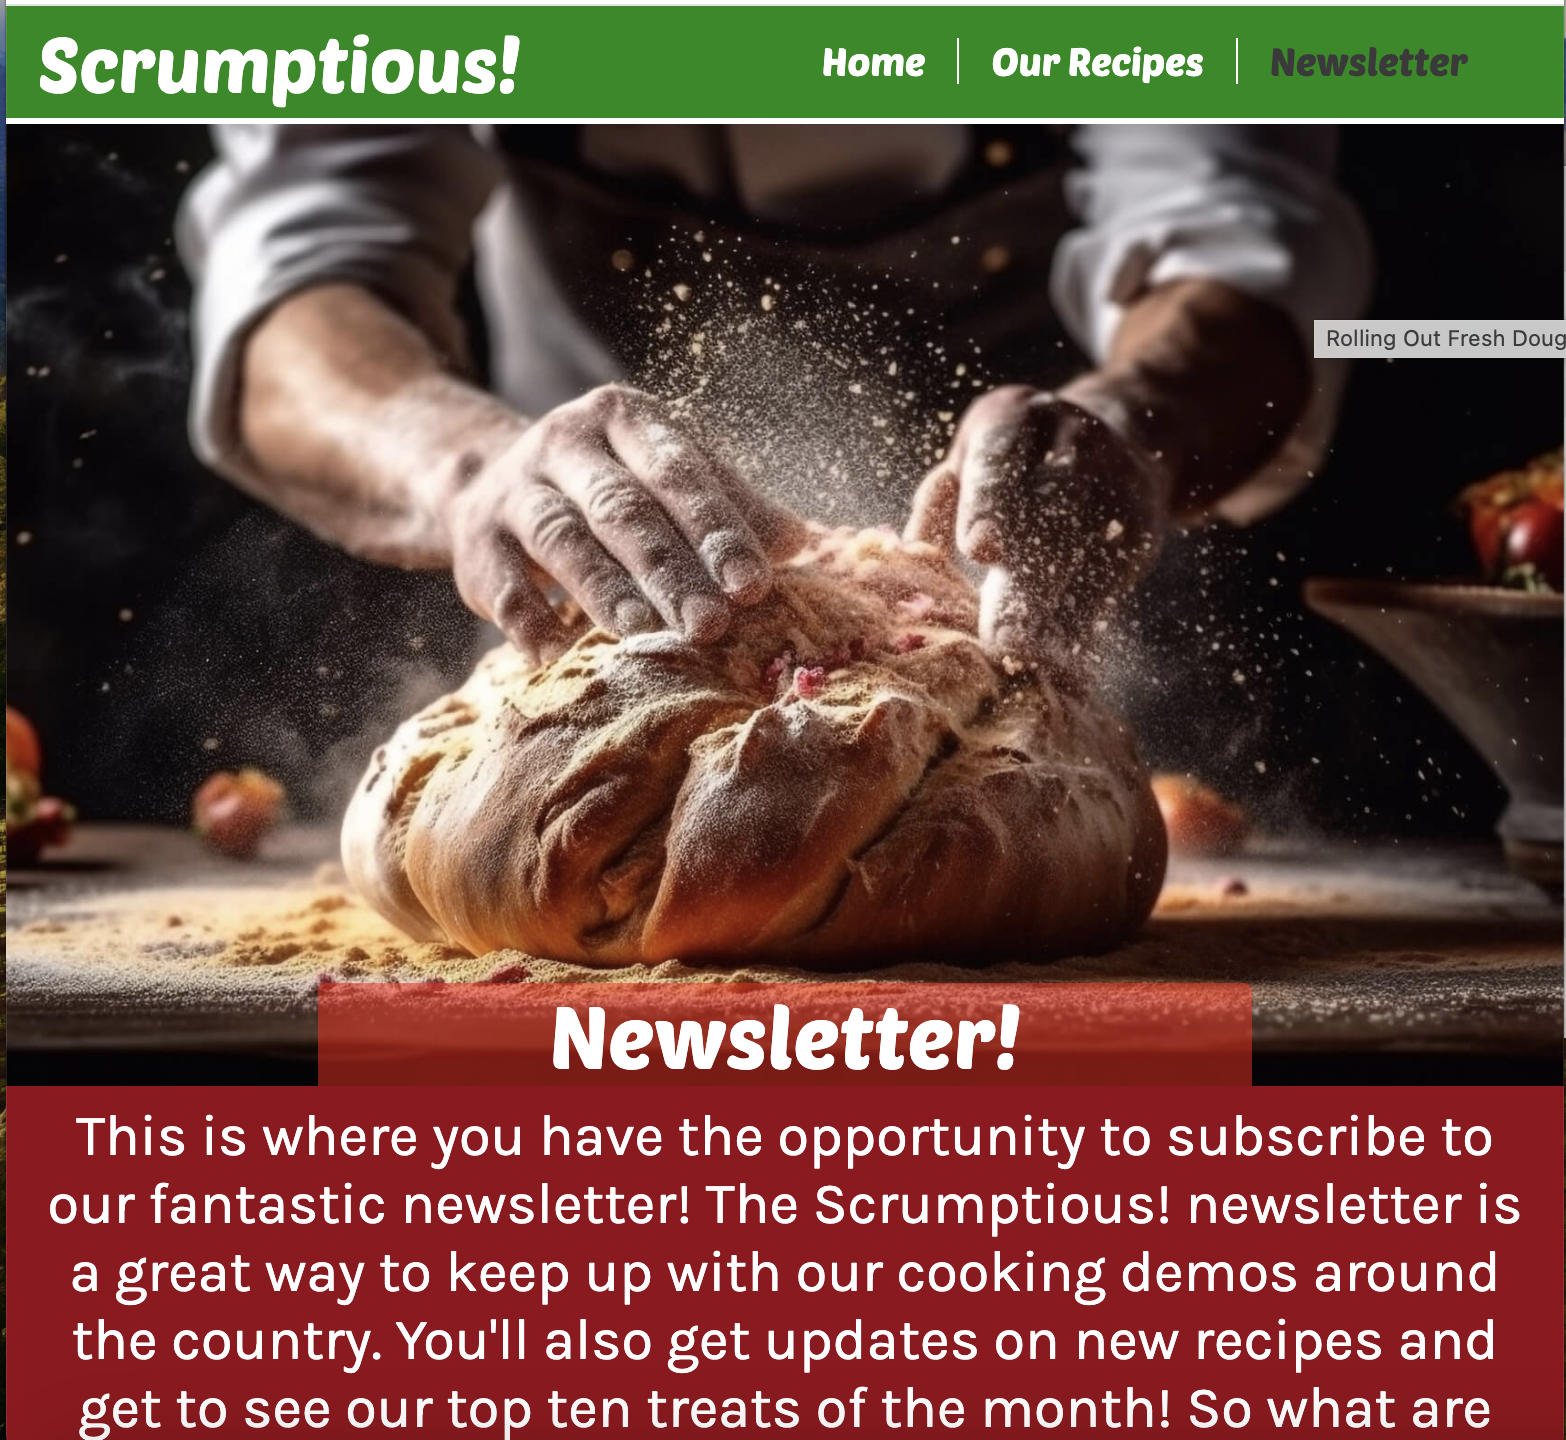 Scrumptious!
Home
Our Recipes
Newsletter
Rolling Out Fresh Doug
Newsletter!
This is where you have the opportunity to subscribe to
our fantastic newsletter! The Scrumptious! newsletter is
a great way to keep up with our cooking demos around
the country. You'll also get updates on new recipes and
get to see our top ten treats of the month! So what are